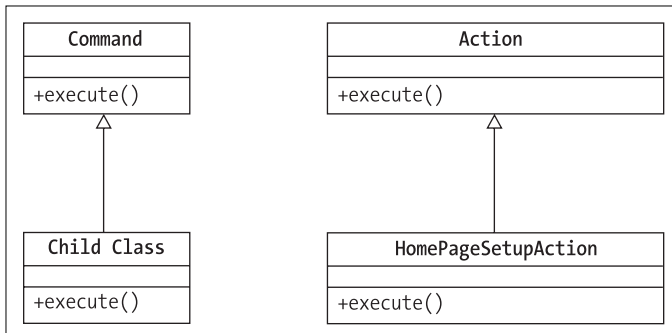 Command
+execute()
Action
+execute()
Child Class
+execute()
HomePageSetupAction
+execute()